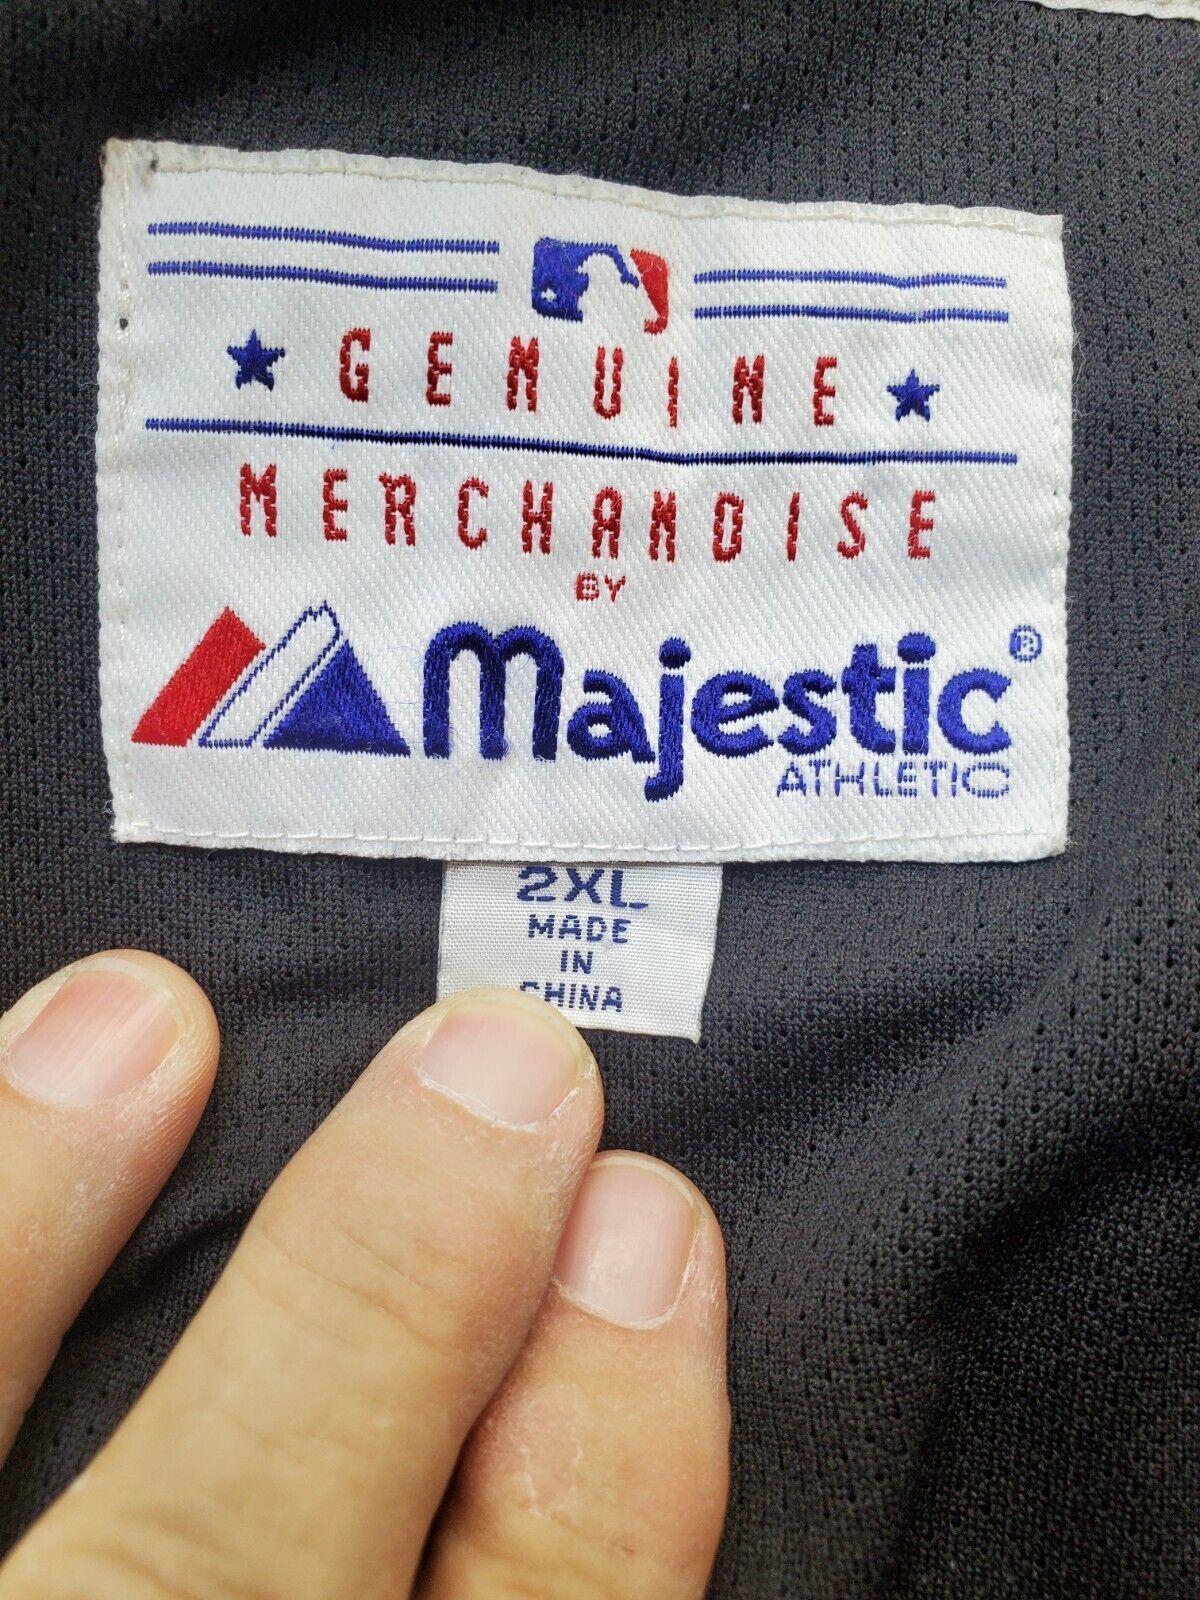 GENUINE
MERCHANDISE
BY
Majestic®
ATHLETIC
2XL
MADE
IN
CHINA